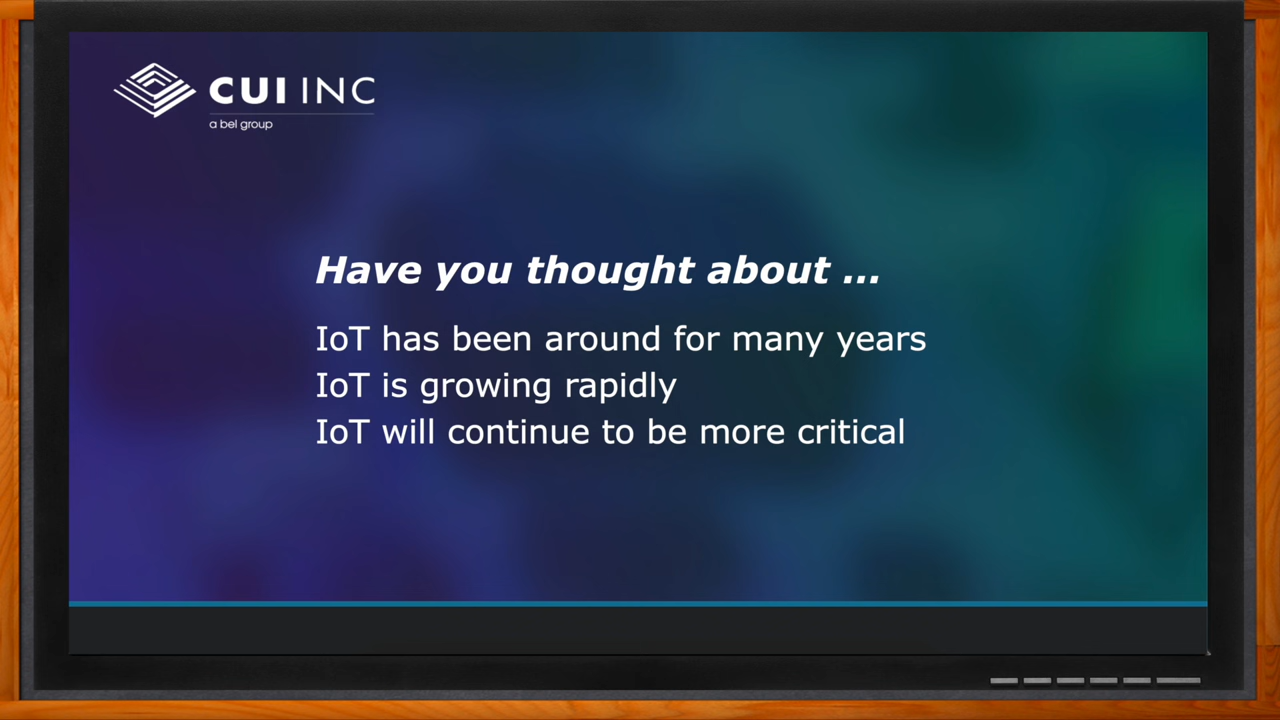 CUI INC
a bel group
Have you thought about ...
IoT has been around for many years
IoT is growing rapidly
IoT will continue to be more critical